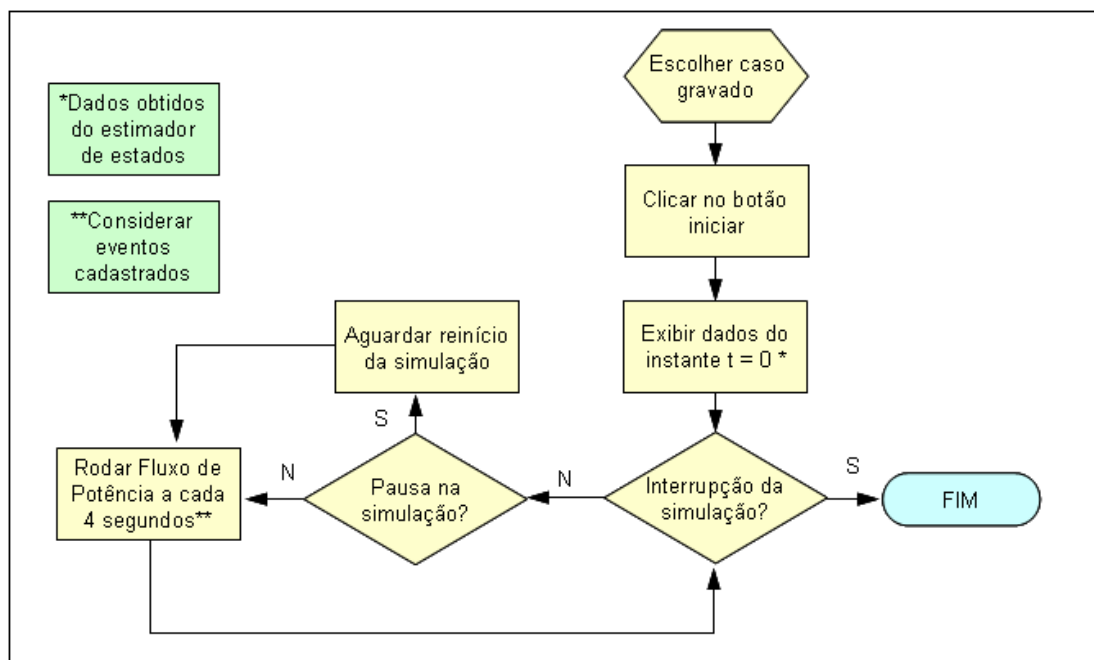 Escolher caso
gravado
*Dados obtidos
do estimador
de estados
Clicar no botão
iniciar
**Considerar
eventos
cadastrados
Exibir dados do
instante t = 0 *
Aguardar reinício
da simulação
S
Interrupção da
simulação?
S
FIM
N
Pausa na
simulação?
N
Rodar Fluxo de
Potência a cada
4 segundos**